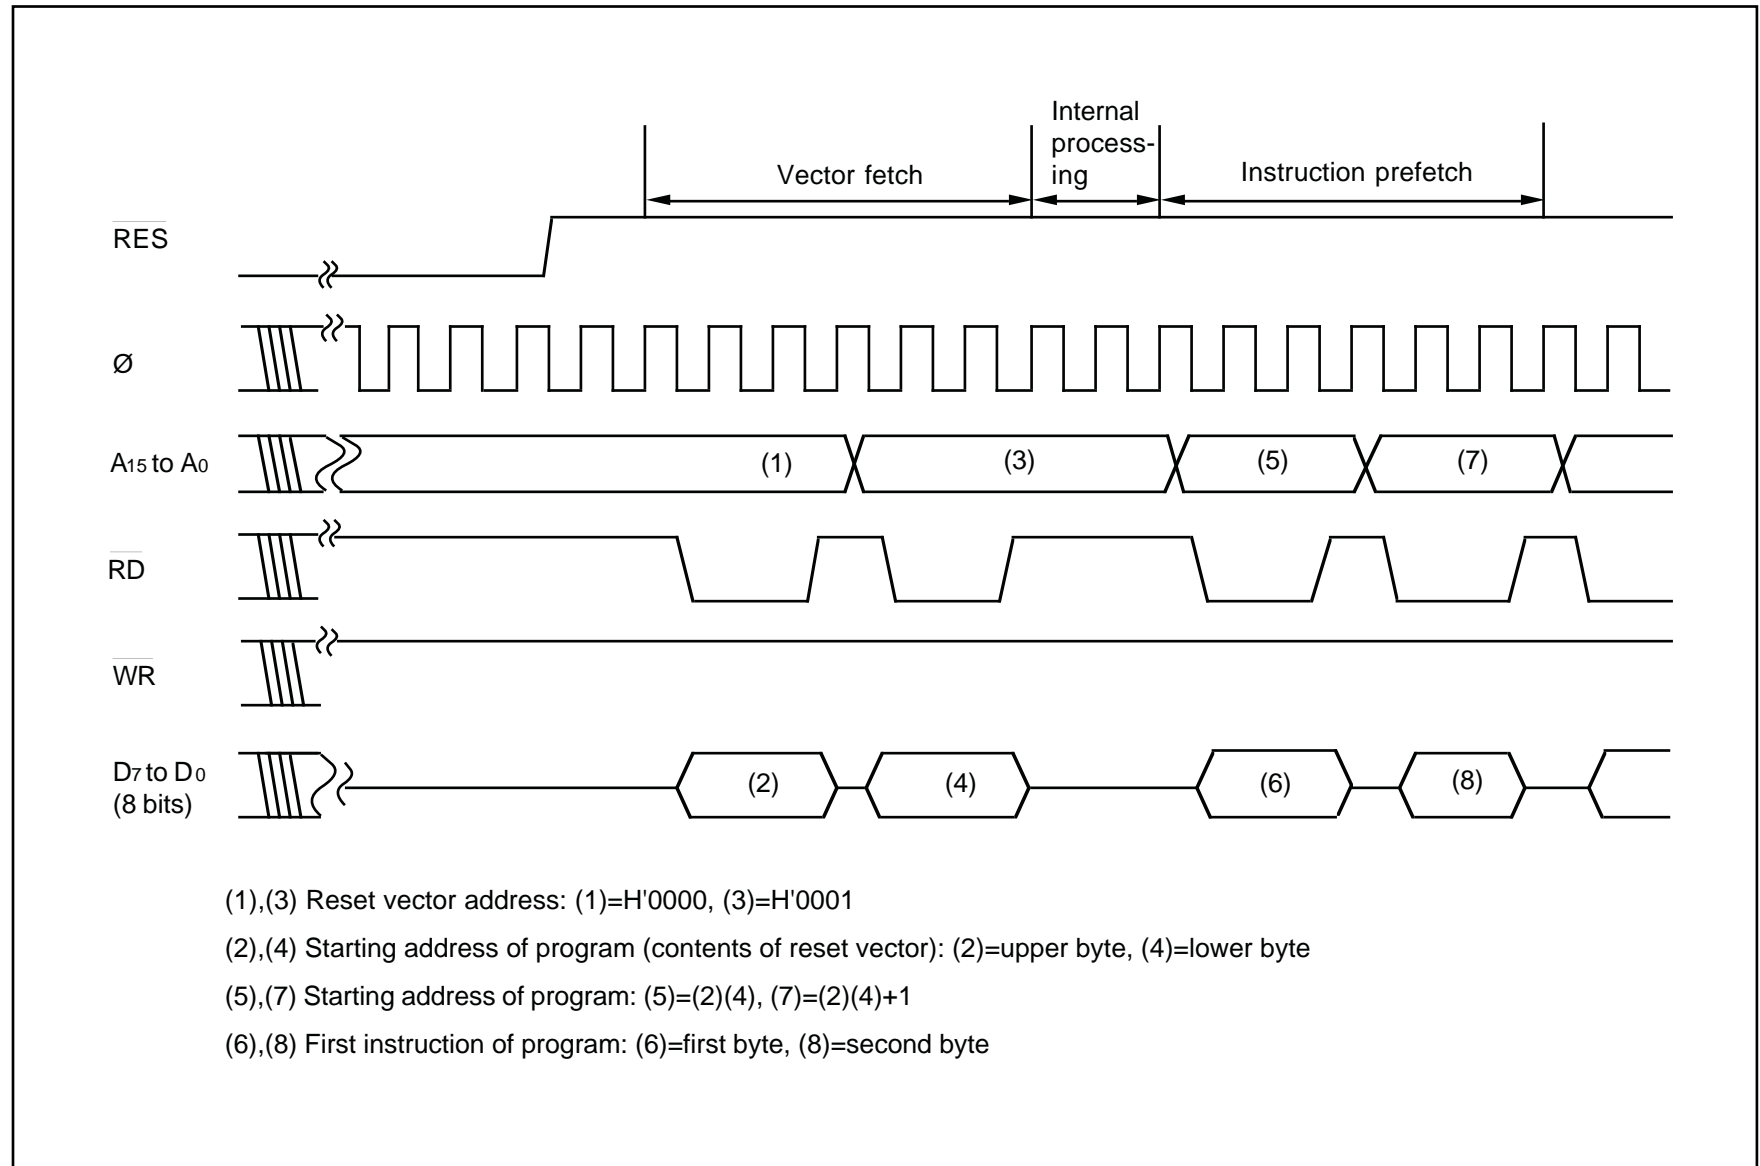 Internal
process-
ing
Vector fetch
Instruction prefetch
RES
Ø
A15 to A0
(1)
(3)
(5)
(7)
RD
WR
D7 to D0
(8 bits)
(2)
(4)
(6)
(8)
(1),(3) Reset vector address: (1)=H'0000, (3)=H'0001
(2),(4) Starting address of program (contents of reset vector): (2)=upper byte, (4)=lower byte
(5),(7) Starting address of program: (5)=(2)(4), (7)=(2)(4)+1
(6),(8) First instruction of program: (6)=first byte, (8)=second byte